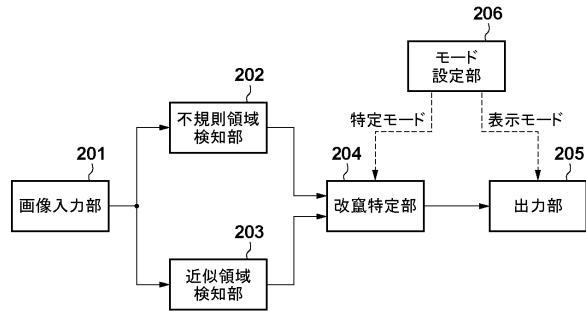 206
モード
設定部
202
不規則領域
検知部
特定モード
表示モード
201
204
205
画像入力部
改竄特定部
出力部
203
近似領域
検知部